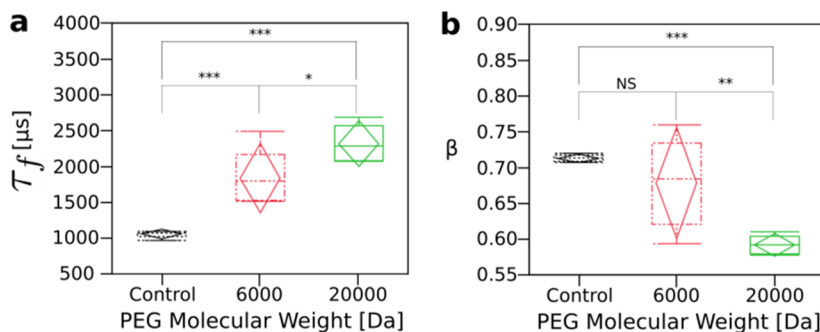 a
4000
3500
3000
2500
2000
1500
1000
500
τf [μs]
***
***
*
Control
6000
20000
PEG Molecular Weight [Da]
b
0.90
0.85
0.80
0.75
0.70
0.65
0.60
0.55
β
***
NS
**
Control
6000
20000
PEG Molecular Weight [Da]